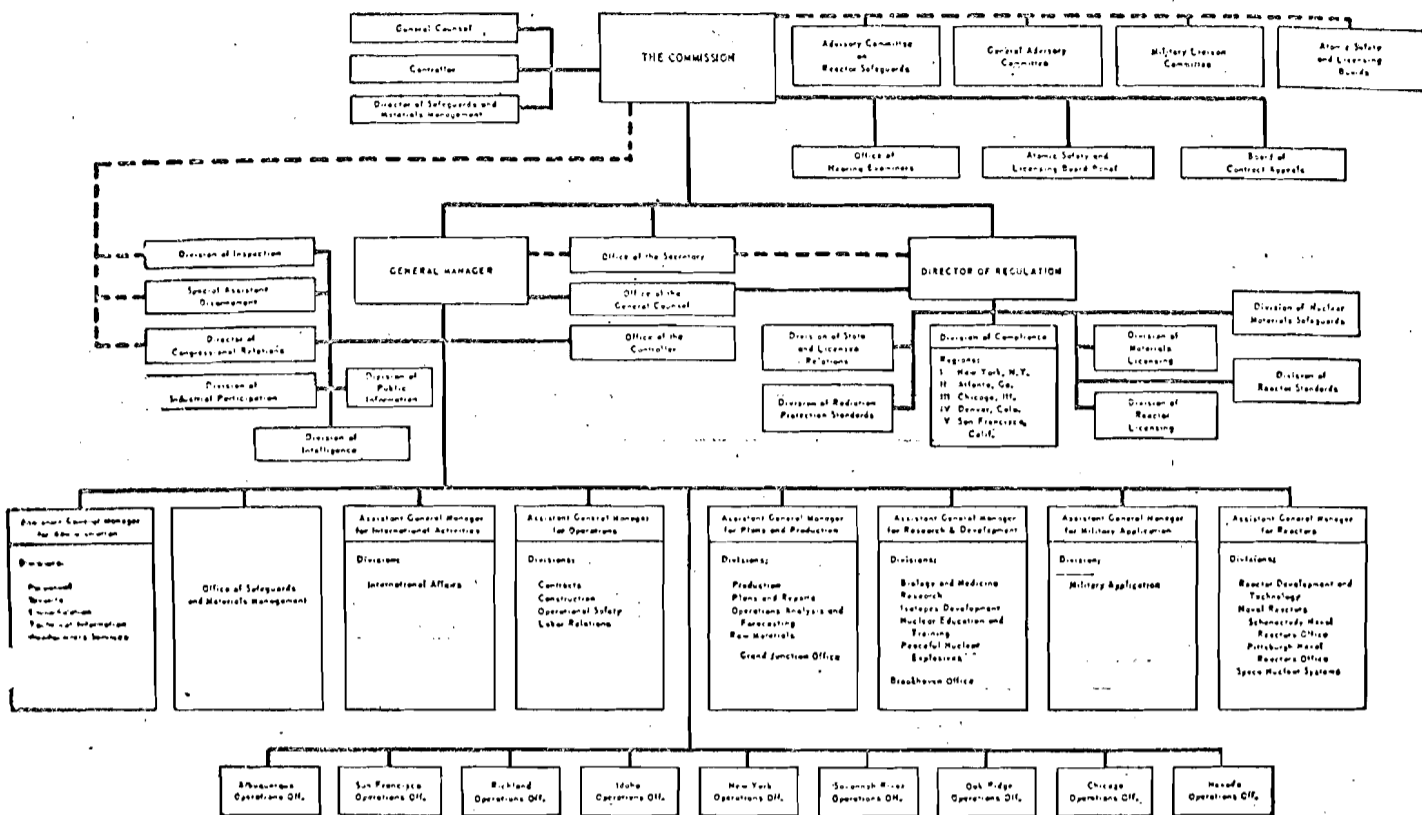 General Counsel
Controller
Director of Safeguards and
Materials Management
THE COMMISSION
Advisory Committee
on
Reactor Safeguards
General Advisory
Committee
Military Liaison
Committee
Atomic Safety
and Licensing
Boards
Office of
Hearing Examiners
Atomic Safety and
Licensing Board Panel
Board of
Contract Appeals
Division of Inspection
Special Assistant
Disarmament
Director of
Congressional Relations
Division of
Industrial Participation
Division of
Public
Information
Division of
Intelligence
GENERAL MANAGER
Office of the Secretary
Office of the
General Counsel
Office of the
Controller
DIRECTOR OF REGULATION
Division of State
and Licensee
Relations
Division of Radiation
Protection Standards
Division of Compliance
Regions:
I New York, N.Y.
II Atlanta, Ga.
III Chicago, Ill.
IV Denver, Colo.
V San Francisco,
Calif.
Division of
Materials
Licensing
Division of
Reactor
Licensing
Division of Nuclear
Materials Safeguards
Division of
Reactor Standards
Assistant General Manager
for Administration
Divisions:
Personnel
Security
Classification
Technical Information
Headquarters Services
Office of Safeguards
and Materials Management
Assistant General Manager
for International Activities
Division:
International Affairs
Assistant General Manager
for Operations
Divisions:
Contracts
Construction
Operational Safety
Labor Relations
Assistant General Manager
for Plans and Production
Divisions:
Production
Plans and Reports
Operations Analysis and
Forecasting
Raw Materials
Grand Junction Office
Assistant General Manager
for Research & Development
Divisions:
Biology and Medicine
Research
Isotopes Development
Nuclear Education and
Training
Peaceful Nuclear
Explosives
Brookhaven Office
Assistant General Manager
for Military Application
Division:
Military Application
Assistant General Manager
for Reactors
Divisions:
Reactor Development and
Technology
Naval Reactors
Schenectady Naval
Reactors Office
Pittsburgh Naval
Reactors Office
Space Nuclear Systems
Albuquerque
Operations Off.
San Francisco
Operations Off.
Richland
Operations Off.
Idaho
Operations Off.
New York
Operations Off.
Savannah River
Operations Off.
Oak Ridge
Operations Off.
Chicago
Operations Off.
Nevada
Operations Off.